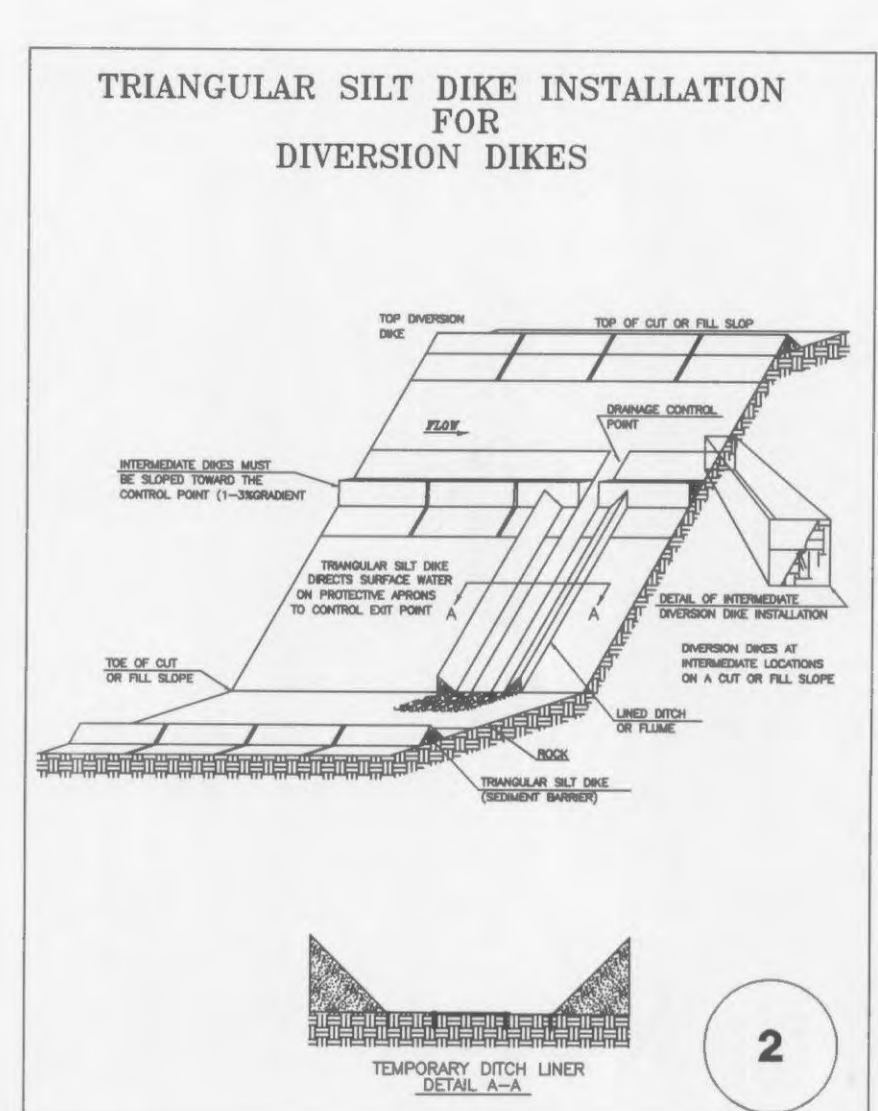 TRIANGULAR SILT DIKE INSTALLATION
FOR
DIVERSION DIKES
TOP DIVERSION
DIKE
TOP OF CUT OR FILL SLOP
DRAINAGE CONTROL
POINT
FLOW
INTERMEDIATE DIKES MUST
BE SLOPED TOWARD THE
CONTROL POINT (1-3%GRADIENT
TRIANGULAR SILT DIKE
DIRECTS SURFACE WATER
ON PROTECTIVE APRONS
TO CONTROL EXIT POINT
A
A
DETAIL OF INTERMEDIATE
DIVERSION DIKE INSTALLATION
DIVERSION DIKES AT
INTERMEDIATE LOCATIONS
ON A CUT OR FILL SLOPE
TOE OF CUT
OR FILL SLOPE
LINED DITCH
OR FLUME
ROCK
TRIANGULAR SILT DIKE
(SEDIMENT BARRIER)
TEMPORARY DITCH LINER
DETAIL A-A
2